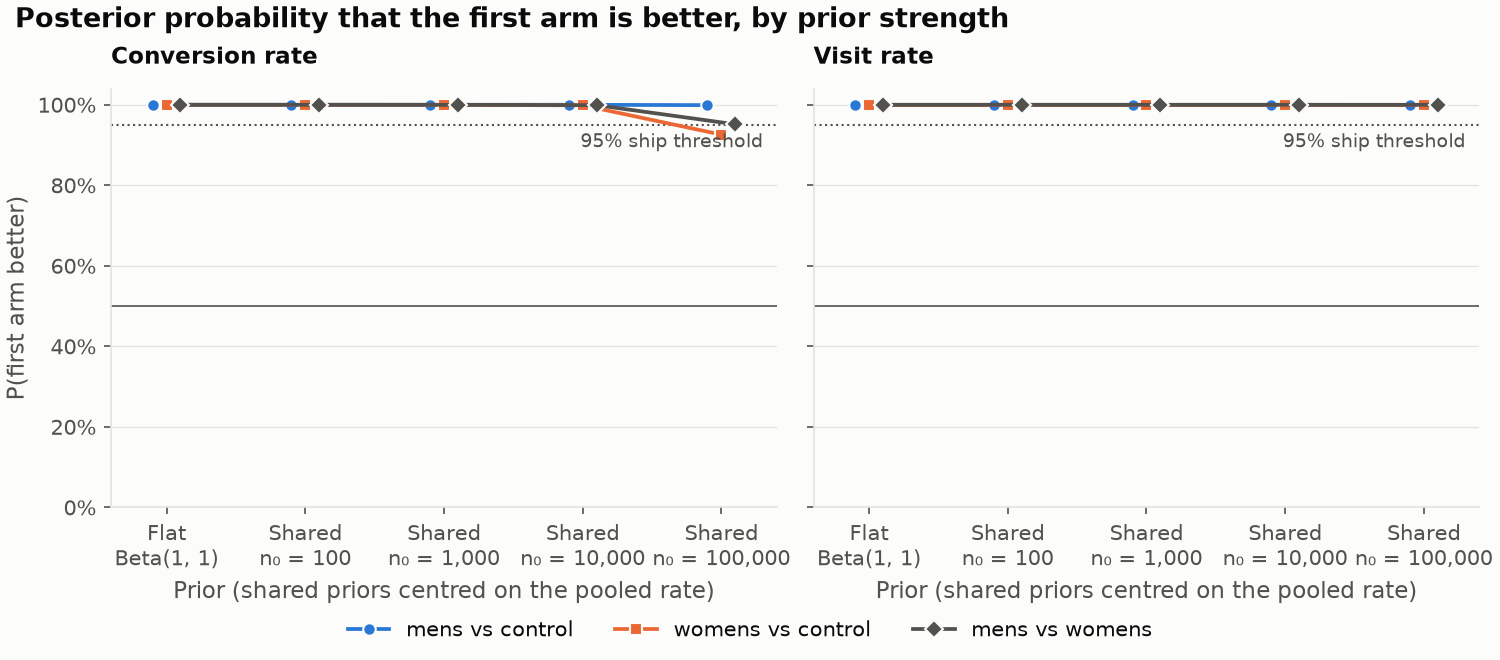 Posterior probability that the first arm is better, by prior strength
Conversion rate
P(first arm better)
100%
80%
60%
40%
20%
0%
95% ship threshold
Flat
Beta(1, 1)
Shared
n₀ = 100
Shared
n₀ = 1,000
Shared
n₀ = 10,000
Shared
n₀ = 100,000
Prior (shared priors centred on the pooled rate)
Visit rate
95% ship threshold
Flat
Beta(1, 1)
Shared
n₀ = 100
Shared
n₀ = 1,000
Shared
n₀ = 10,000
Shared
n₀ = 100,000
Prior (shared priors centred on the pooled rate)
mens vs control
womens vs control
mens vs womens